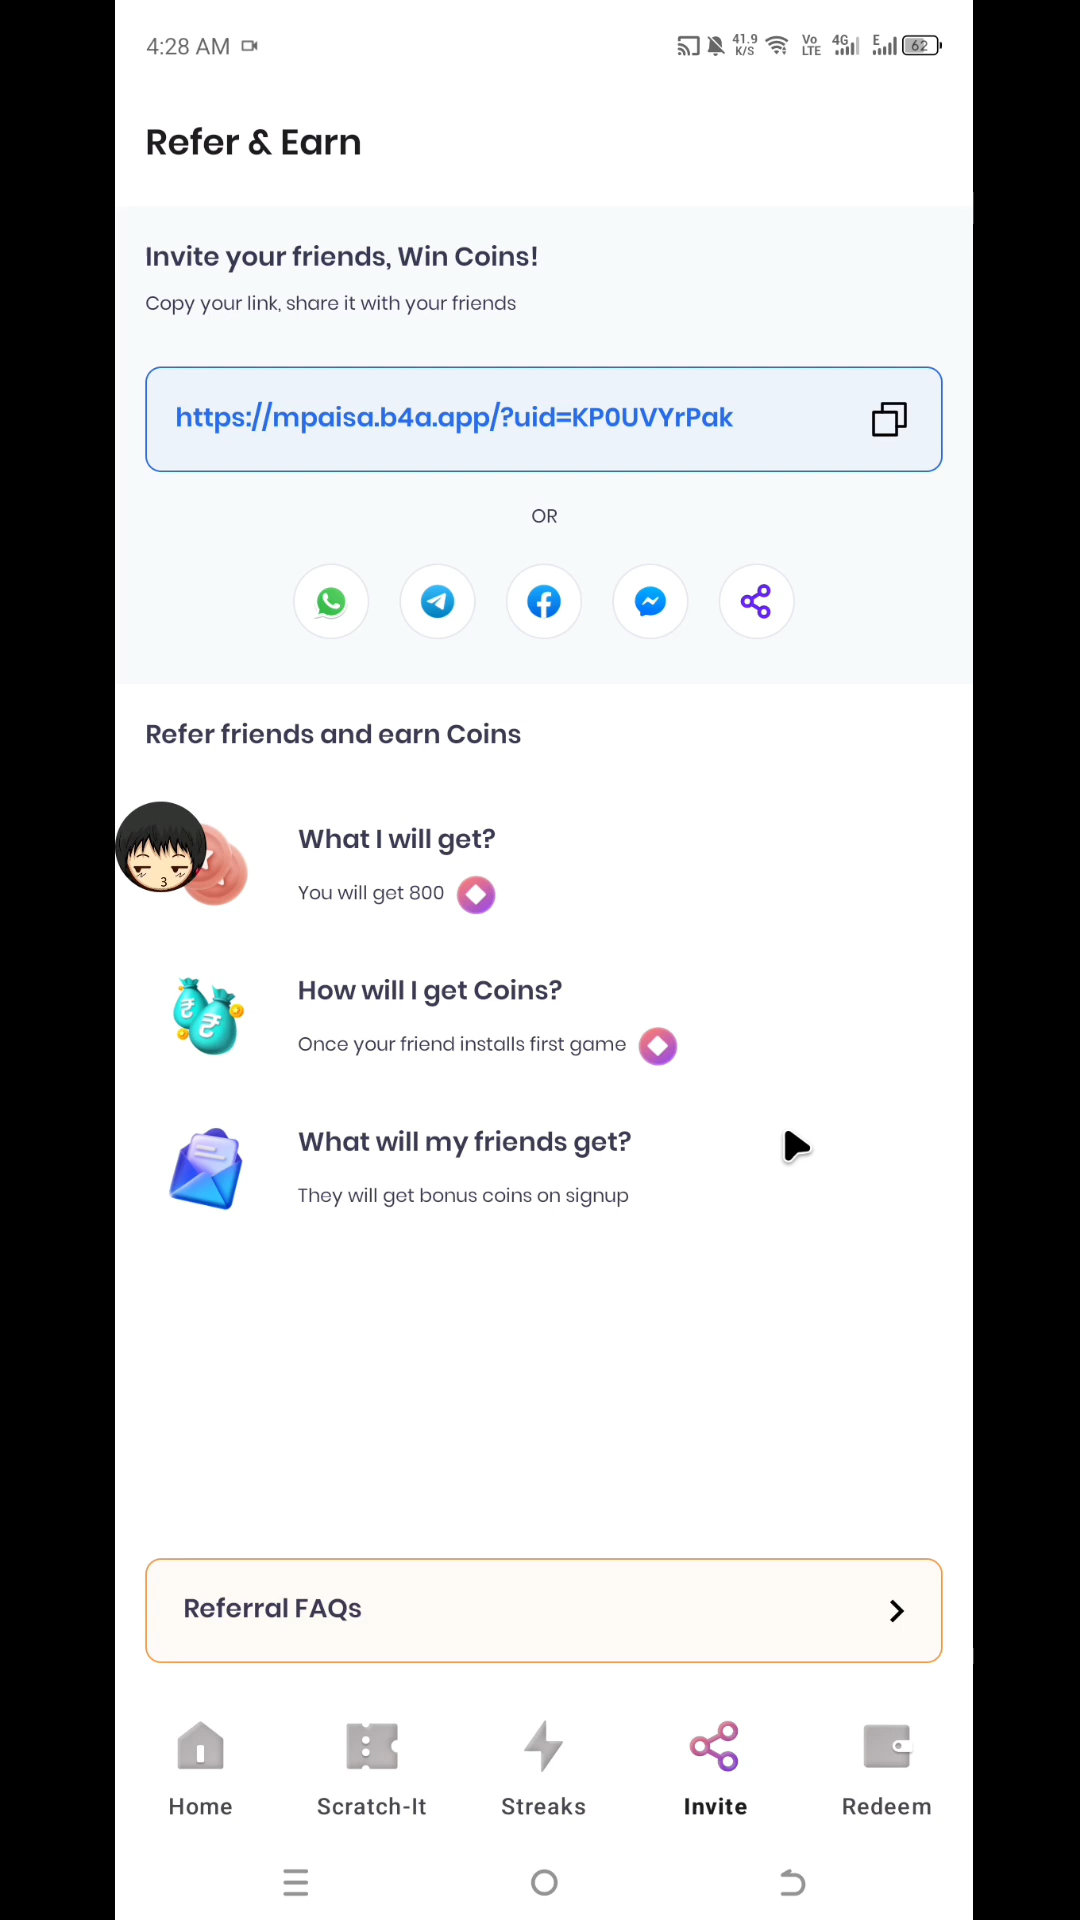 4:28 AM
41.9 K/S
Vo LTE
4G
E
62
Refer & Earn
Invite your friends, Win Coins!
Copy your link, share it with your friends
https://mpaisa.b4a.app/?uid=KP0UVYrPak
OR
Refer friends and earn Coins
What I will get?
You will get 800
3
How will I get Coins?
Once your friend installs first game
₹
₹
What will my friends get?
They will get bonus coins on signup
Referral FAQs
Home
Scratch-It
Streaks
Invite
Redeem